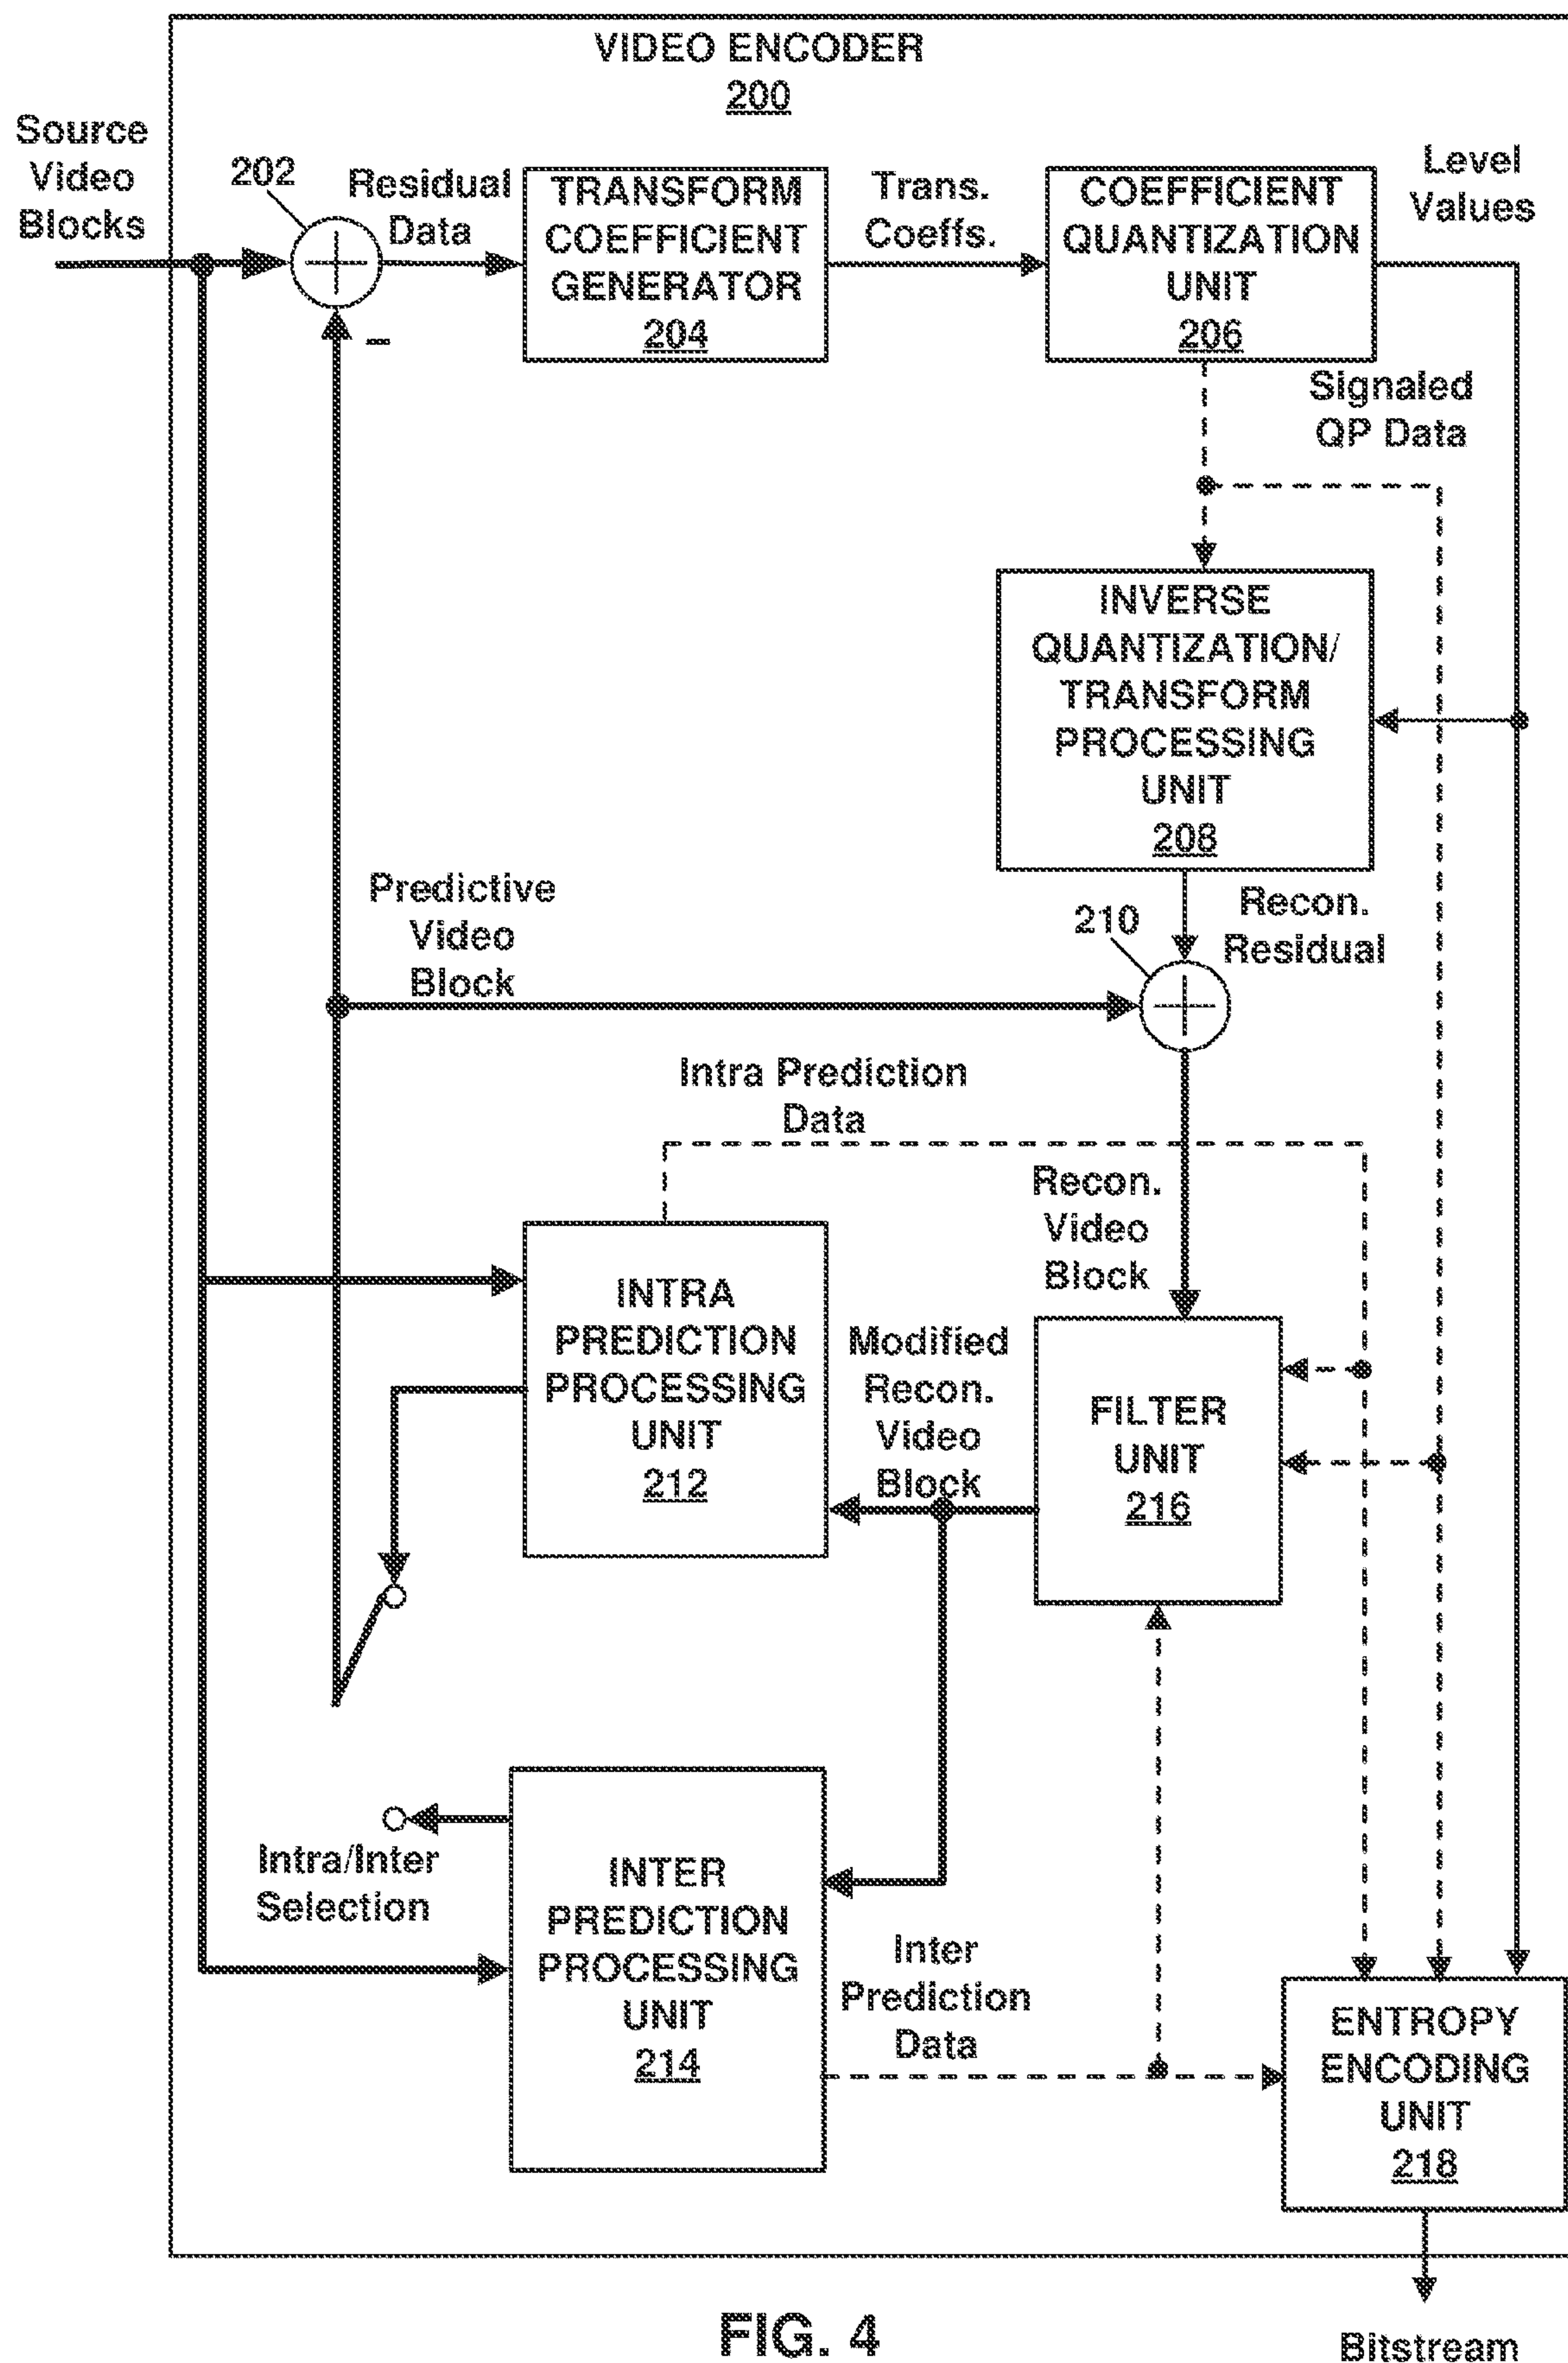 VIDEO ENCODER
200
Source
Video
Blocks
202
Residual
Data
TRANSFORM
COEFFICIENT
GENERATOR
204
Trans.
Coeffs.
COEFFICIENT
QUANTIZATION
UNIT
206
Level
Values
–
Signaled
QP Data
INVERSE
QUANTIZATION/
TRANSFORM
PROCESSING
UNIT
208
Predictive
Video
Block
210
Recon.
Residual
Intra Prediction
Data
Recon.
Video
Block
INTRA
PREDICTION
PROCESSING
UNIT
212
Modified
Recon.
Video
Block
FILTER
UNIT
216
Intra/Inter
Selection
INTER
PREDICTION
PROCESSING
UNIT
214
Inter
Prediction
Data
ENTROPY
ENCODING
UNIT
218
FIG. 4
Bitstream